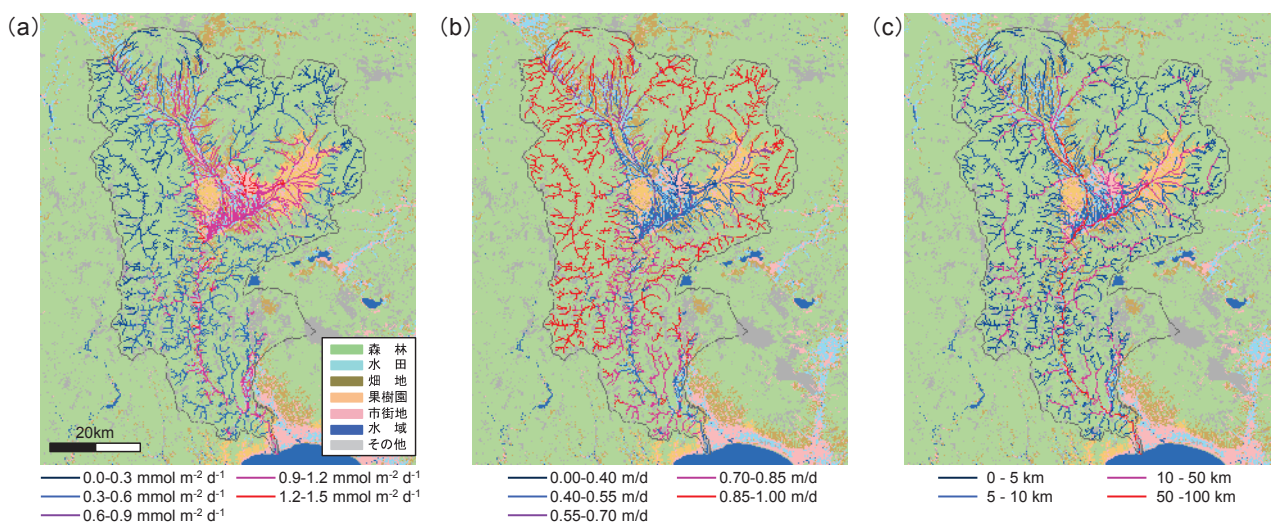 (a)
(b)
(c)
森 林
水 田
畑 地
果樹園
市街地
水 域
その他
20km
0.0-0.3 mmol m⁻² d⁻¹
0.3-0.6 mmol m⁻² d⁻¹
0.6-0.9 mmol m⁻² d⁻¹
0.9-1.2 mmol m⁻² d⁻¹
1.2-1.5 mmol m⁻² d⁻¹
0.00-0.40 m/d
0.40-0.55 m/d
0.55-0.70 m/d
0.70-0.85 m/d
0.85-1.00 m/d
0 - 5 km
5 - 10 km
10 - 50 km
50 -100 km